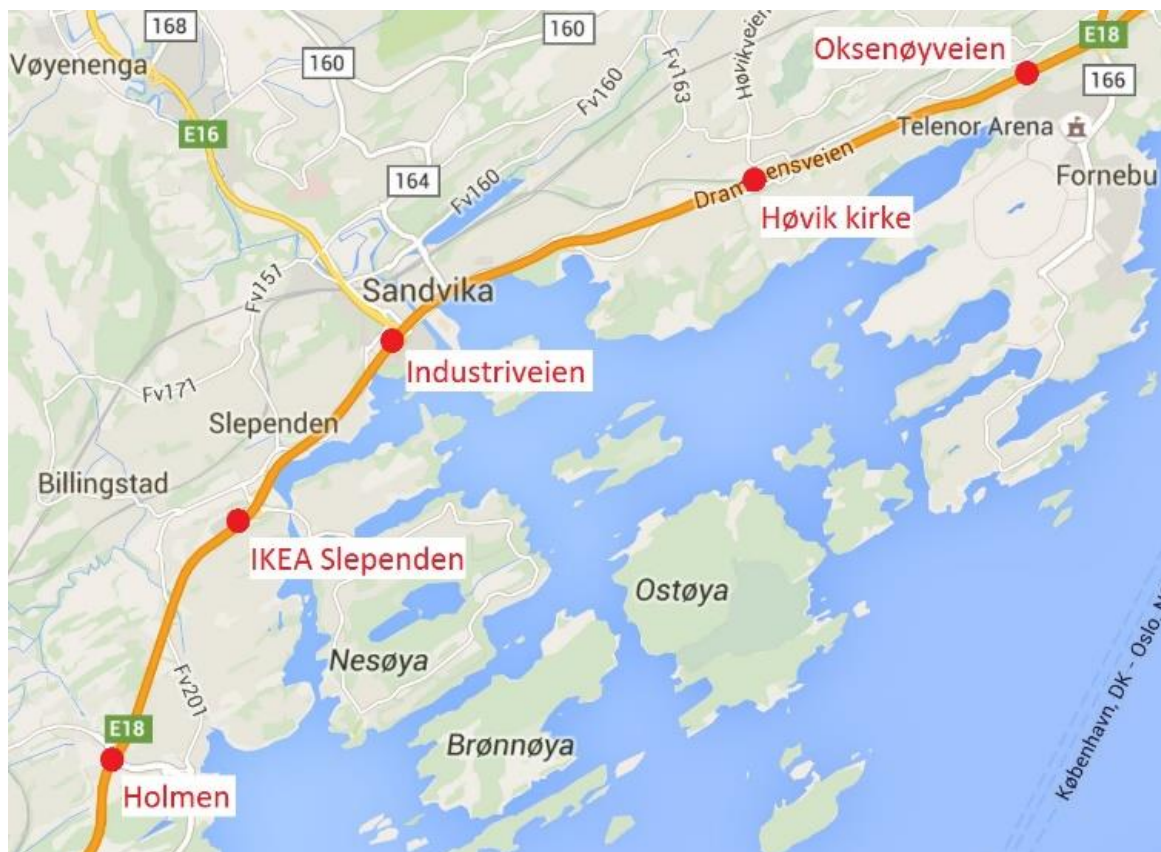 168
160
160
Vøyenenga
Fv160
Fv163
Høvikveien
Oksenøyveien
E18
166
E16
Telenor Arena
Fornebu
164
Fv160
Drammensveien
Høvik kirke
Fv151
Sandvika
Industriveien
Fv171
Slependen
Billingstad
IKEA Slependen
Ostøya
Nesøya
Fv201
Brønnøya
E18
Holmen
København, DK - Oslo, N